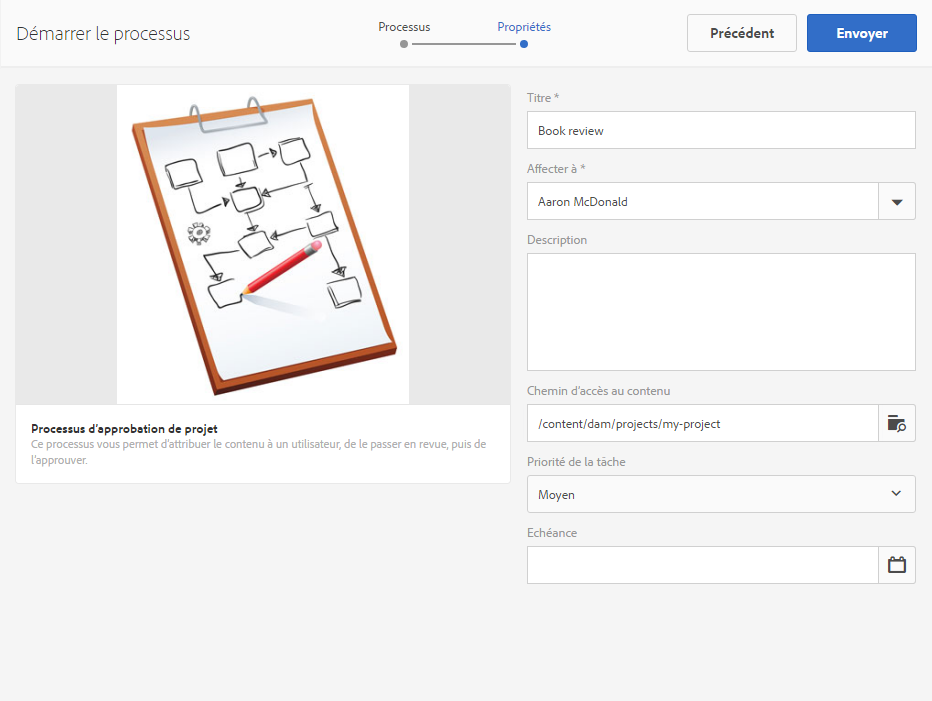 Démarrer le processus
Processus
Propriétés
Précédent
Envoyer
Titre *
Book review
Affecter à *
Aaron McDonald
Description
Chemin d'accès au contenu
/content/dam/projects/my-project
Priorité de la tâche
Moyen
Echéance
Processus d'approbation de projet
Ce processus vous permet d'attribuer le contenu à un utilisateur, de le passer en revue, puis de
l'approuver.